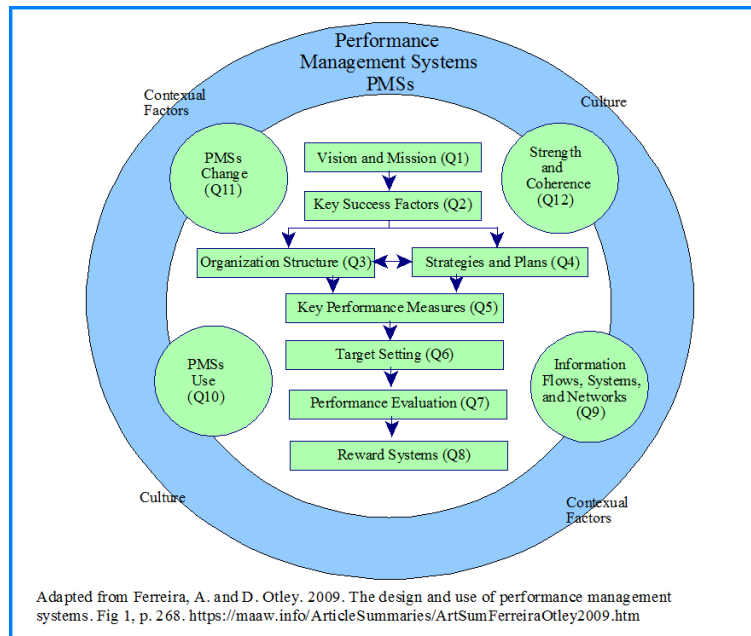 Performance
Management Systems
PMSs
Contexual
Factors
Culture
PMSs
Change
(Q11)
Vision and Mission (Q1)
Strength
and
Coherence
(Q12)
Key Success Factors (Q2)
Organization Structure (Q3)
Strategies and Plans (Q4)
Key Performance Measures (Q5)
Target Setting (Q6)
PMSs
Use
(Q10)
Information
Flows, Systems,
and Networks
(Q9)
Performance Evaluation (Q7)
Reward Systems (Q8)
Culture
Contexual
Factors
Adapted from Ferreira, A. and D. Otley. 2009. The design and use of performance management
systems. Fig 1, p. 268. https://maaw.info/ArticleSummaries/ArtSumFerreiraOtley2009.htm